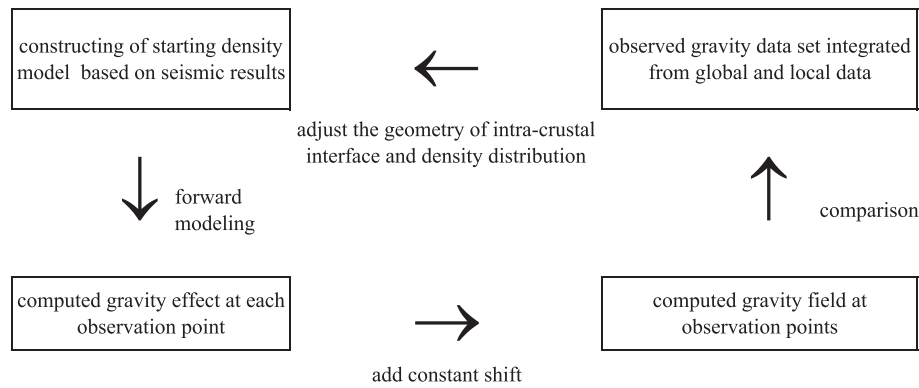 constructing of starting density
model based on seismic results
observed gravity data set integrated
from global and local data
adjust the geometry of intra-crustal
interface and density distribution
forward
modeling
comparison
computed gravity effect at each
observation point
computed gravity field at
observation points
add constant shift